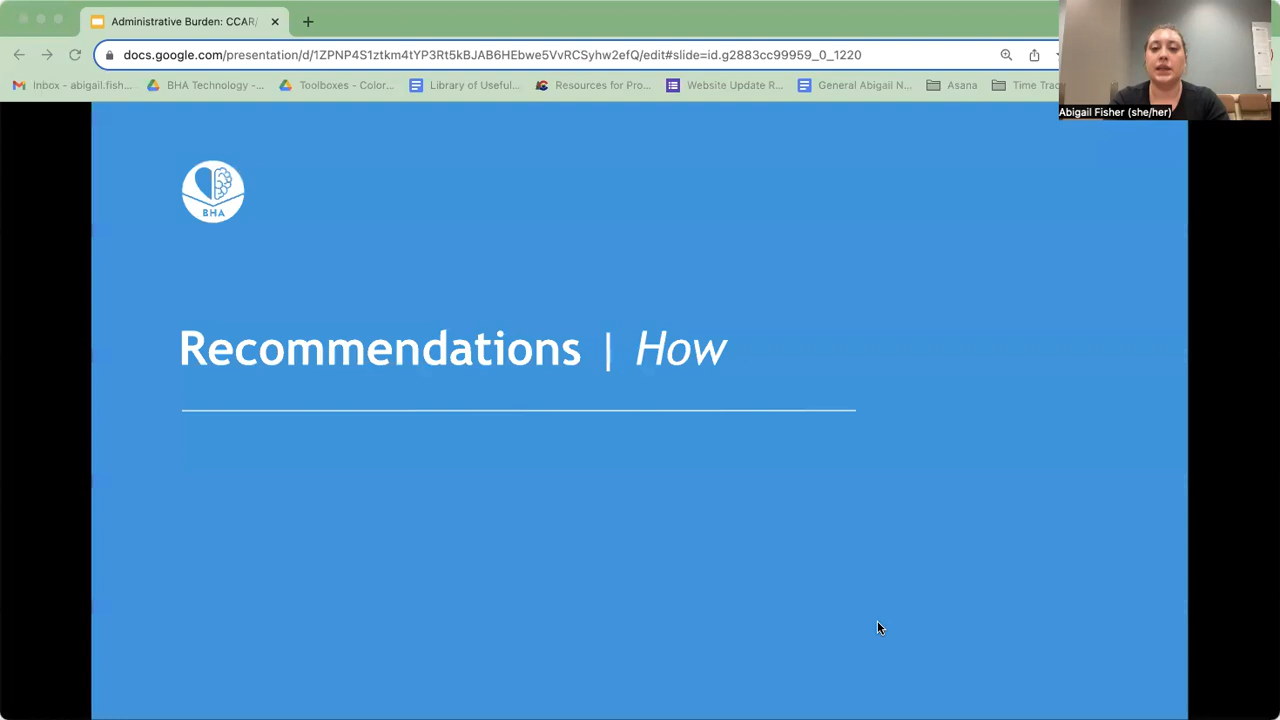 Administrative Burden: CCAR/
docs.google.com/presentation/d/1ZPNP4S1ztkm4tYP3Rt5kBJAB6HEbwe5VvRCSyhw2efQ/edit#slide=id.g2883cc99959_0_1220
Inbox - abigail.fish... BHA Technology -... Toolboxes - Color... Library of Useful... Resources for Pro... Website Update R... General Abigail N... Asana Time Trac
Abigail Fisher (she/her)
BHA
Recommendations | How